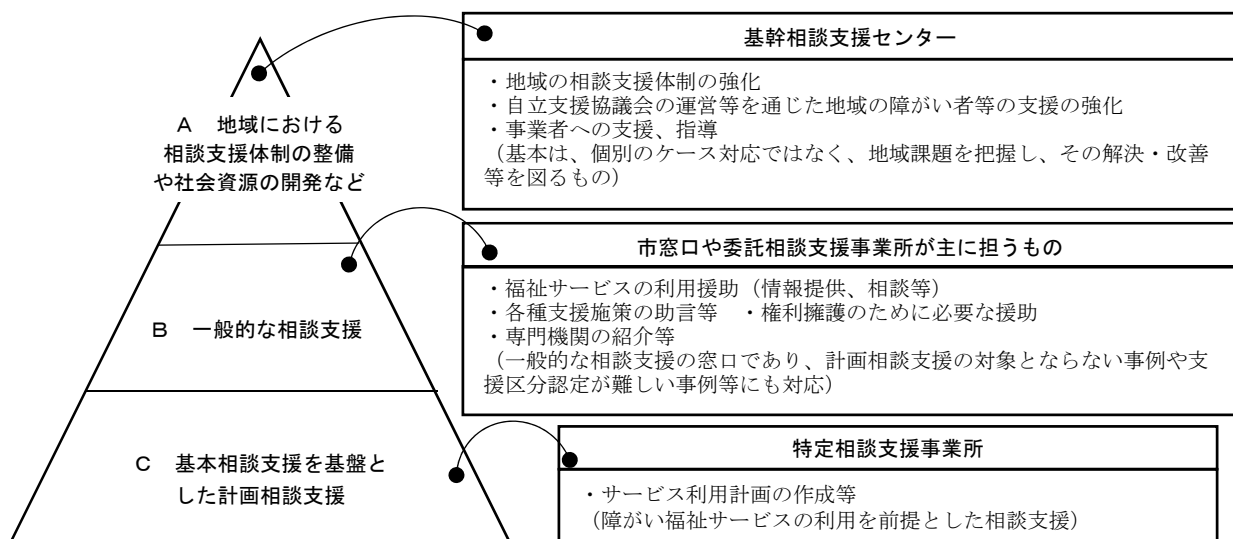 基幹相談支援センター
・地域の相談支援体制の強化
・自立支援協議会の運営等を通じた地域の障がい者等の支援の強化
・事業者への支援、指導
（基本は、個別のケース対応ではなく、地域課題を把握し、その解決・改善
等を図るもの）
A　地域における
相談支援体制の整備
や社会資源の開発など
市窓口や委託相談支援事業所が主に担うもの
・福祉サービスの利用援助（情報提供、相談等）
・各種支援施策の助言等　・権利擁護のために必要な援助
・専門機関の紹介等
（一般的な相談支援の窓口であり、計画相談支援の対象とならない事例や支
援区分認定が難しい事例等にも対応）
B　一般的な相談支援
特定相談支援事業所
・サービス利用計画の作成等
（障がい福祉サービスの利用を前提とした相談支援）
C　基本相談支援を基盤と
した計画相談支援